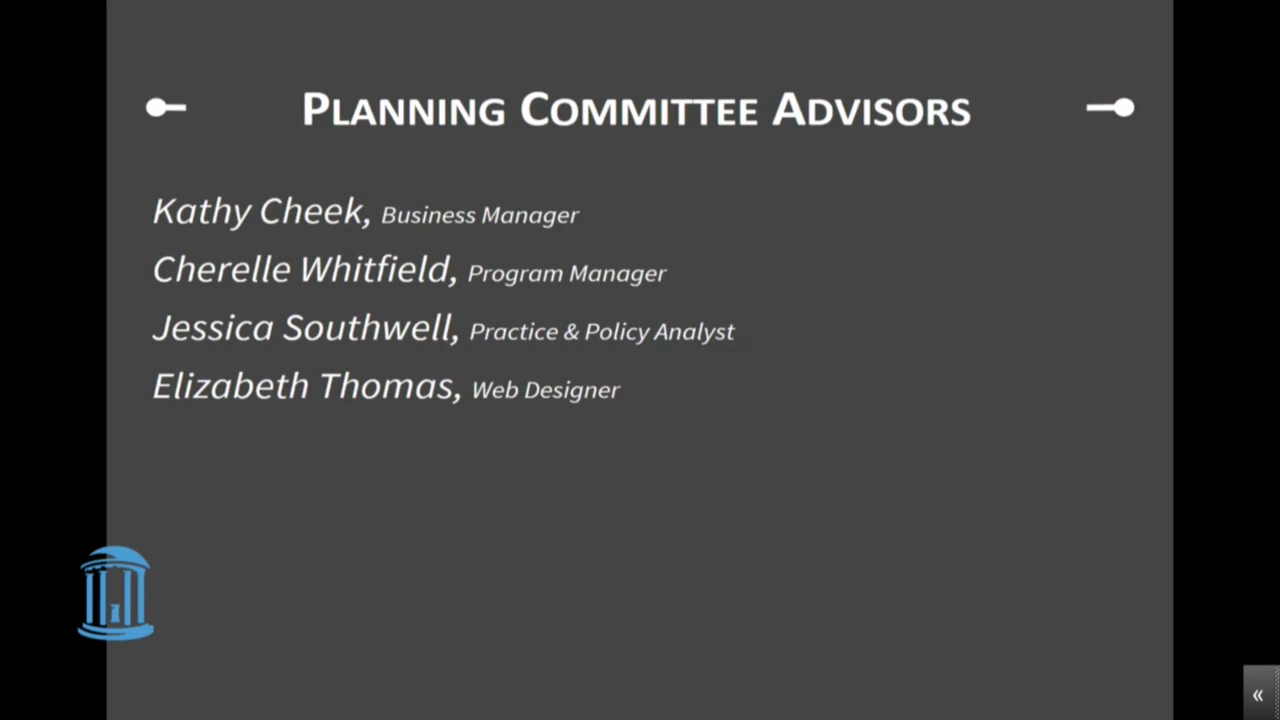 PLANNING COMMITTEE ADVISORS
Kathy Cheek, Business Manager
Cherelle Whitfield, Program Manager
Jessica Southwell, Practice & Policy Analyst
Elizabeth Thomas, Web Designer
«